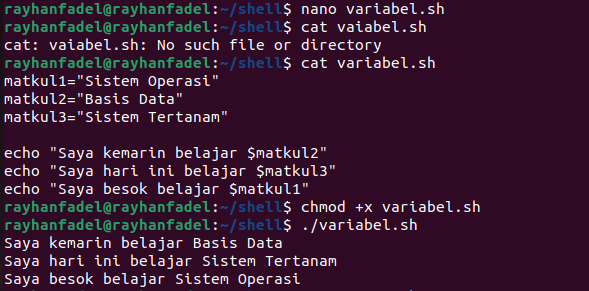 rayhanfadel@rayhanfadel:~/shell$ nano variabel.sh
rayhanfadel@rayhanfadel:~/shell$ cat vaiabel.sh
cat: vaiabel.sh: No such file or directory
rayhanfadel@rayhanfadel:~/shell$ cat variabel.sh
matkul1="Sistem Operasi"
matkul2="Basis Data"
matkul3="Sistem Tertanam"

echo "Saya kemarin belajar $matkul2"
echo "Saya hari ini belajar $matkul3"
echo "Saya besok belajar $matkul1"
rayhanfadel@rayhanfadel:~/shell$ chmod +x variabel.sh
rayhanfadel@rayhanfadel:~/shell$ ./variabel.sh
Saya kemarin belajar Basis Data
Saya hari ini belajar Sistem Tertanam
Saya besok belajar Sistem Operasi